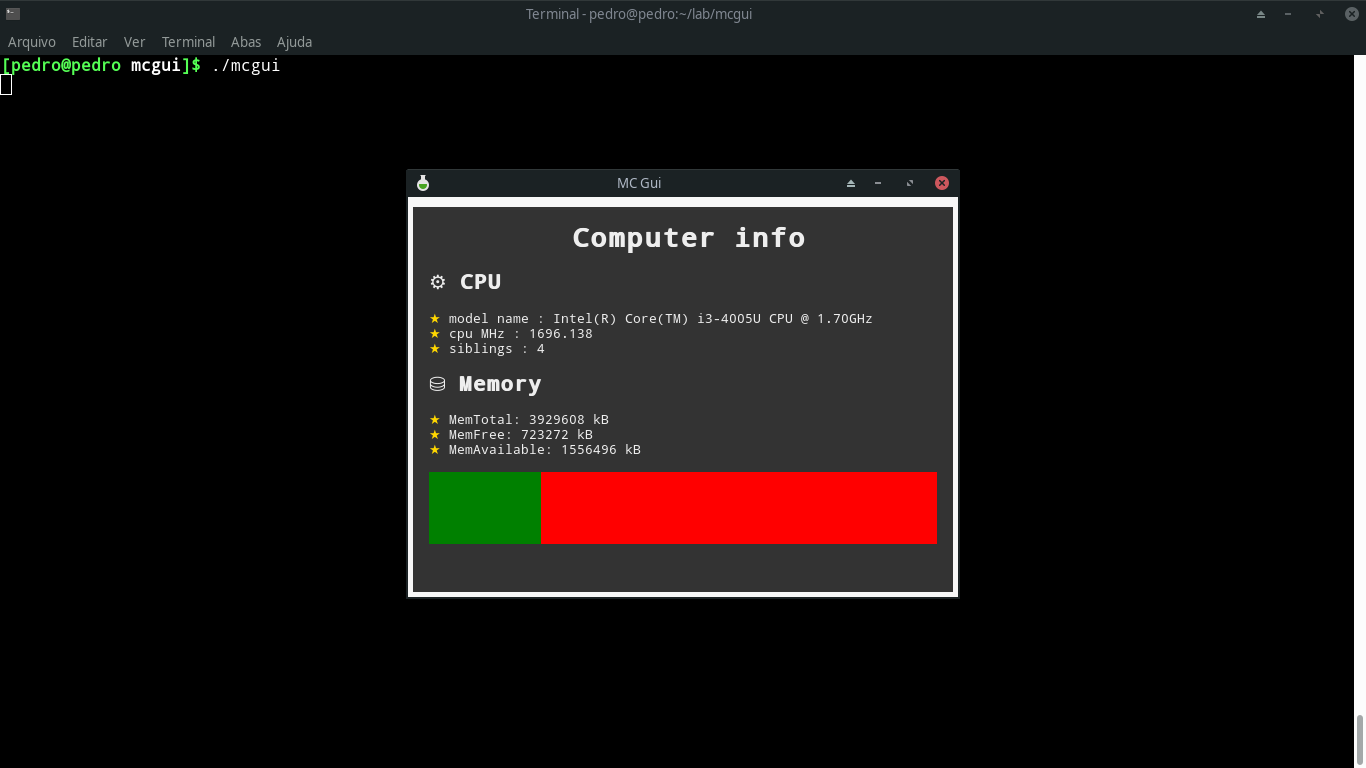 Terminal - pedro@pedro:~/lab/mcgui
Arquivo Editar Ver Terminal Abas Ajuda
[pedro@pedro mcgui]$ ./mcgui
MC Gui
Computer info
⚙ CPU
★ model name : Intel(R) Core(TM) i3-4005U CPU @ 1.70GHz
★ cpu MHz : 1696.138
★ siblings : 4
⛁ Memory
★ MemTotal: 3929608 kB
★ MemFree: 723272 kB
★ MemAvailable: 1556496 kB